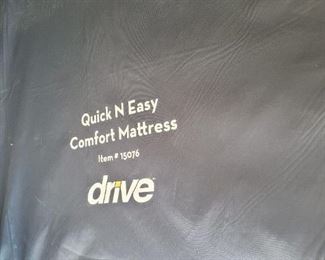 Quick N Easy
Comfort Mattress
Item # 15076
drive